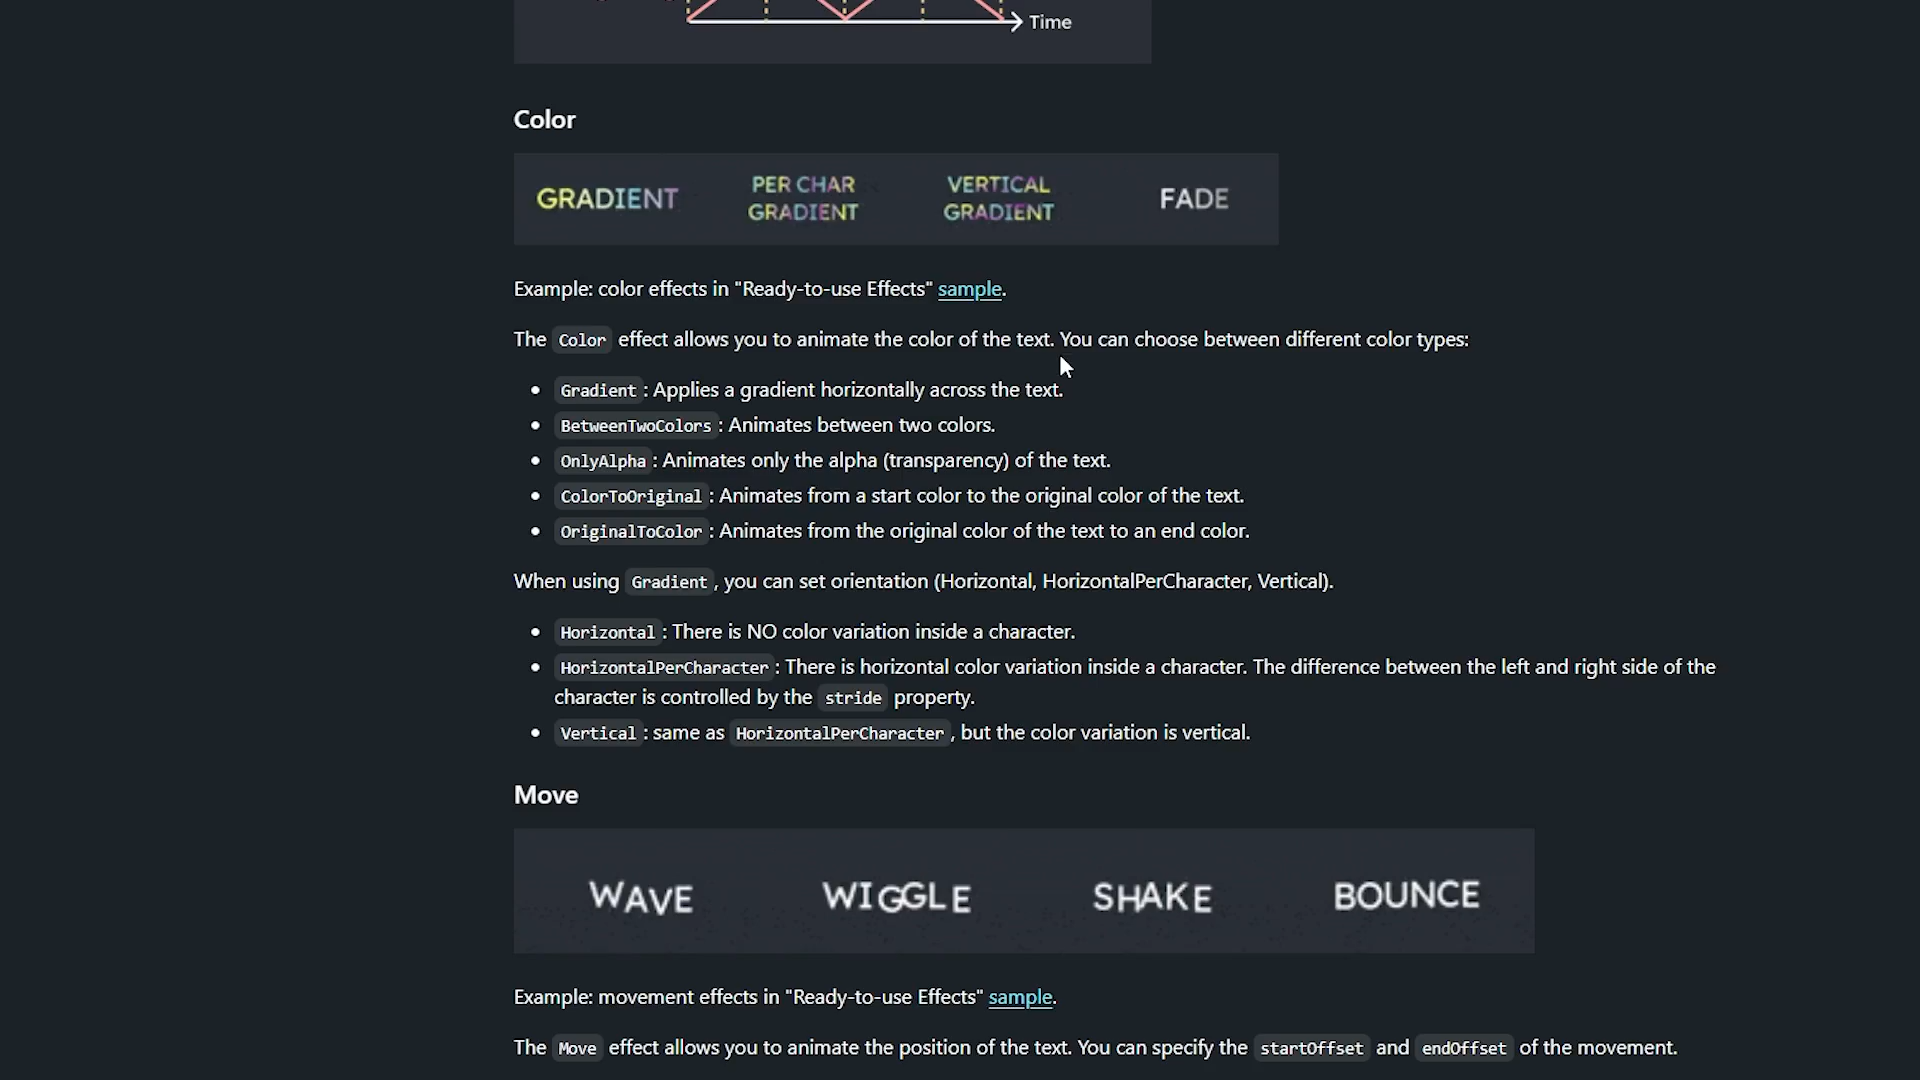 Time
Color
GRADIENT
PER CHAR
GRADIENT
VERTICAL
GRADIENT
FADE
Example: color effects in "Ready-to-use Effects" sample.
The Color effect allows you to animate the color of the text. You can choose between different color types:
• Gradient: Applies a gradient horizontally across the text.
• BetweenTwoColors: Animates between two colors.
• OnlyAlpha: Animates only the alpha (transparency) of the text.
• ColorToOriginal: Animates from a start color to the original color of the text.
• OriginalToColor: Animates from the original color of the text to an end color.
When using Gradient, you can set orientation (Horizontal, HorizontalPerCharacter, Vertical).
• Horizontal: There is NO color variation inside a character.
• HorizontalPerCharacter: There is horizontal color variation inside a character. The difference between the left and right side of the
character is controlled by the stride property.
• Vertical: same as HorizontalPerCharacter, but the color variation is vertical.
Move
WAVE WIGGLE SHAKE BOUNCE
Example: movement effects in "Ready-to-use Effects" sample.
The Move effect allows you to animate the position of the text. You can specify the startOffset and endOffset of the movement.